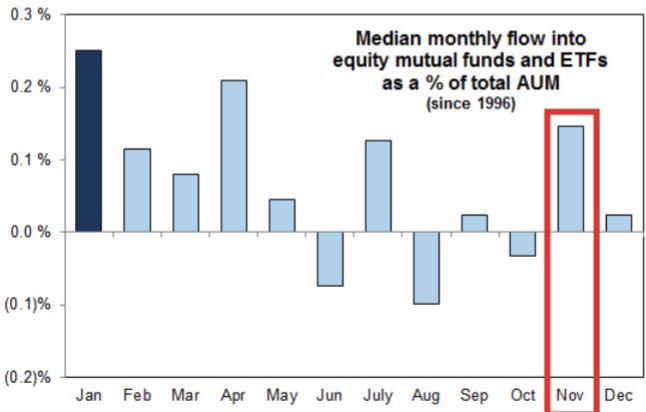 0.3 %
Median monthly flow into
equity mutual funds and ETFs
as a % of total AUM
(since 1996)
0.2 %
0.1 %
0.0 %
(0.1)%
(0.2)%
Jan Feb Mar Apr May Jun July Aug Sep Oct Nov Dec